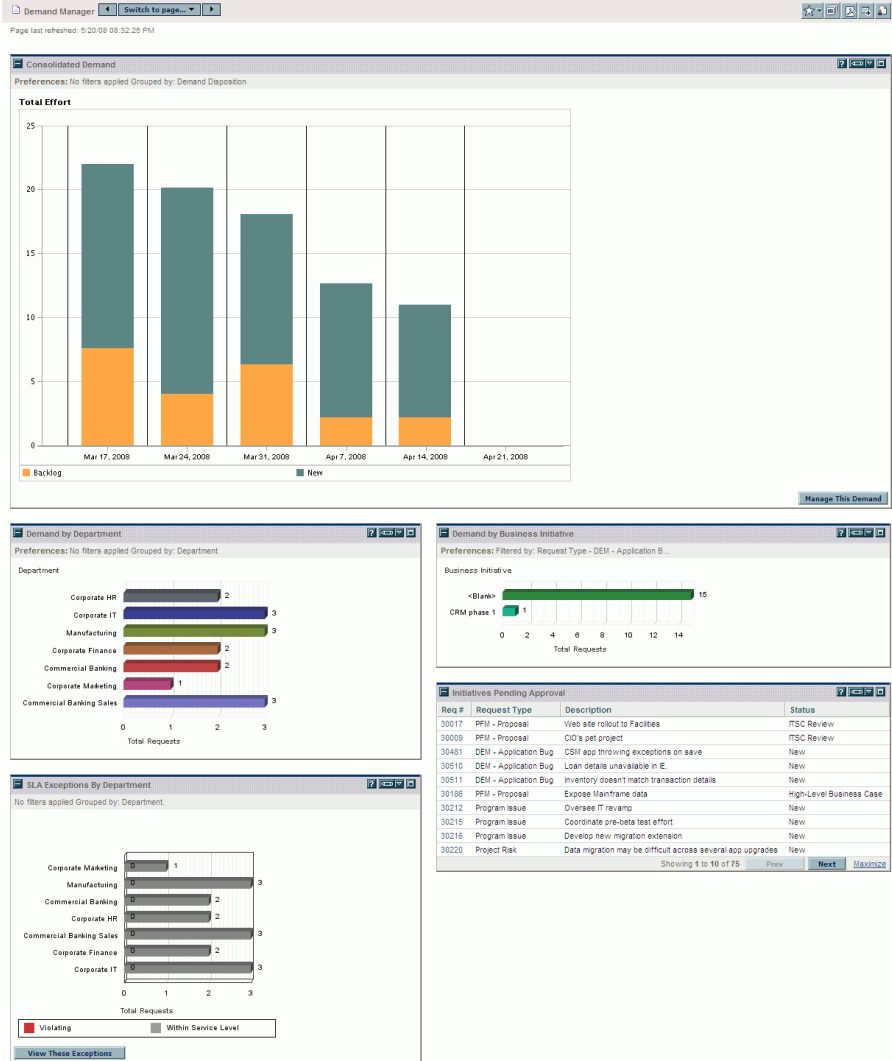 Demand Manager Switch to page...
Page last refreshed: 5/20/08 08:32:26 PM
Consolidated Demand
Preferences: No filters applied Grouped by: Demand Disposition
Total Effort
25
20
15
10
5
0
Mar 17, 2008 Mar 24, 2008 Mar 31, 2008 Apr 7, 2008 Apr 14, 2008 Apr 21, 2008
Backlog New
Manage This Demand
Demand by Department
Preferences: No filters applied Grouped by: Department
Department
Corporate HR 2
Corporate IT 3
Manufacturing 3
Corporate Finance 2
Commercial Banking 2
Corporate Marketing 1
Commercial Banking Sales 3
0 1 2 3
Total Requests
SLA Exceptions By Department
No filters applied Grouped by: Department.
Corporate Marketing 0 1
Manufacturing 0 3
Commercial Banking 0 2
Corporate HR 0 2
Commercial Banking Sales 0 3
Corporate Finance 0 2
Corporate IT 0 3
0 1 2 3
Total Requests
Violating Within Service Level
View These Exceptions
Demand by Business Initiative
Preferences: Filtered by: Request Type - DEM - Application B...
Business Initiative
<Blank> 15
CRM phase 1 1
0 2 4 6 8 10 12 14
Total Requests
Initiatives Pending Approval
Req # Request Type Description Status
30017 PFM - Proposal Web site rollout to Facilities ITSC Review
30009 PFM - Proposal CIO's pet project ITSC Review
30481 DEM - Application Bug CSM app throwing exceptions on save New
30510 DEM - Application Bug Loan details unavailable in IE. New
30511 DEM - Application Bug Inventory doesn't match transaction details New
30186 PFM - Proposal Expose Mainframe data High-Level Business Case
30212 Program Issue Oversee IT revamp New
30215 Program Issue Coordinate pre-beta test effort New
30216 Program Issue Develop new migration extension New
30220 Project Risk Data migration may be difficult across several app upgrades New
Showing 1 to 10 of 75 Prev Next Maximize